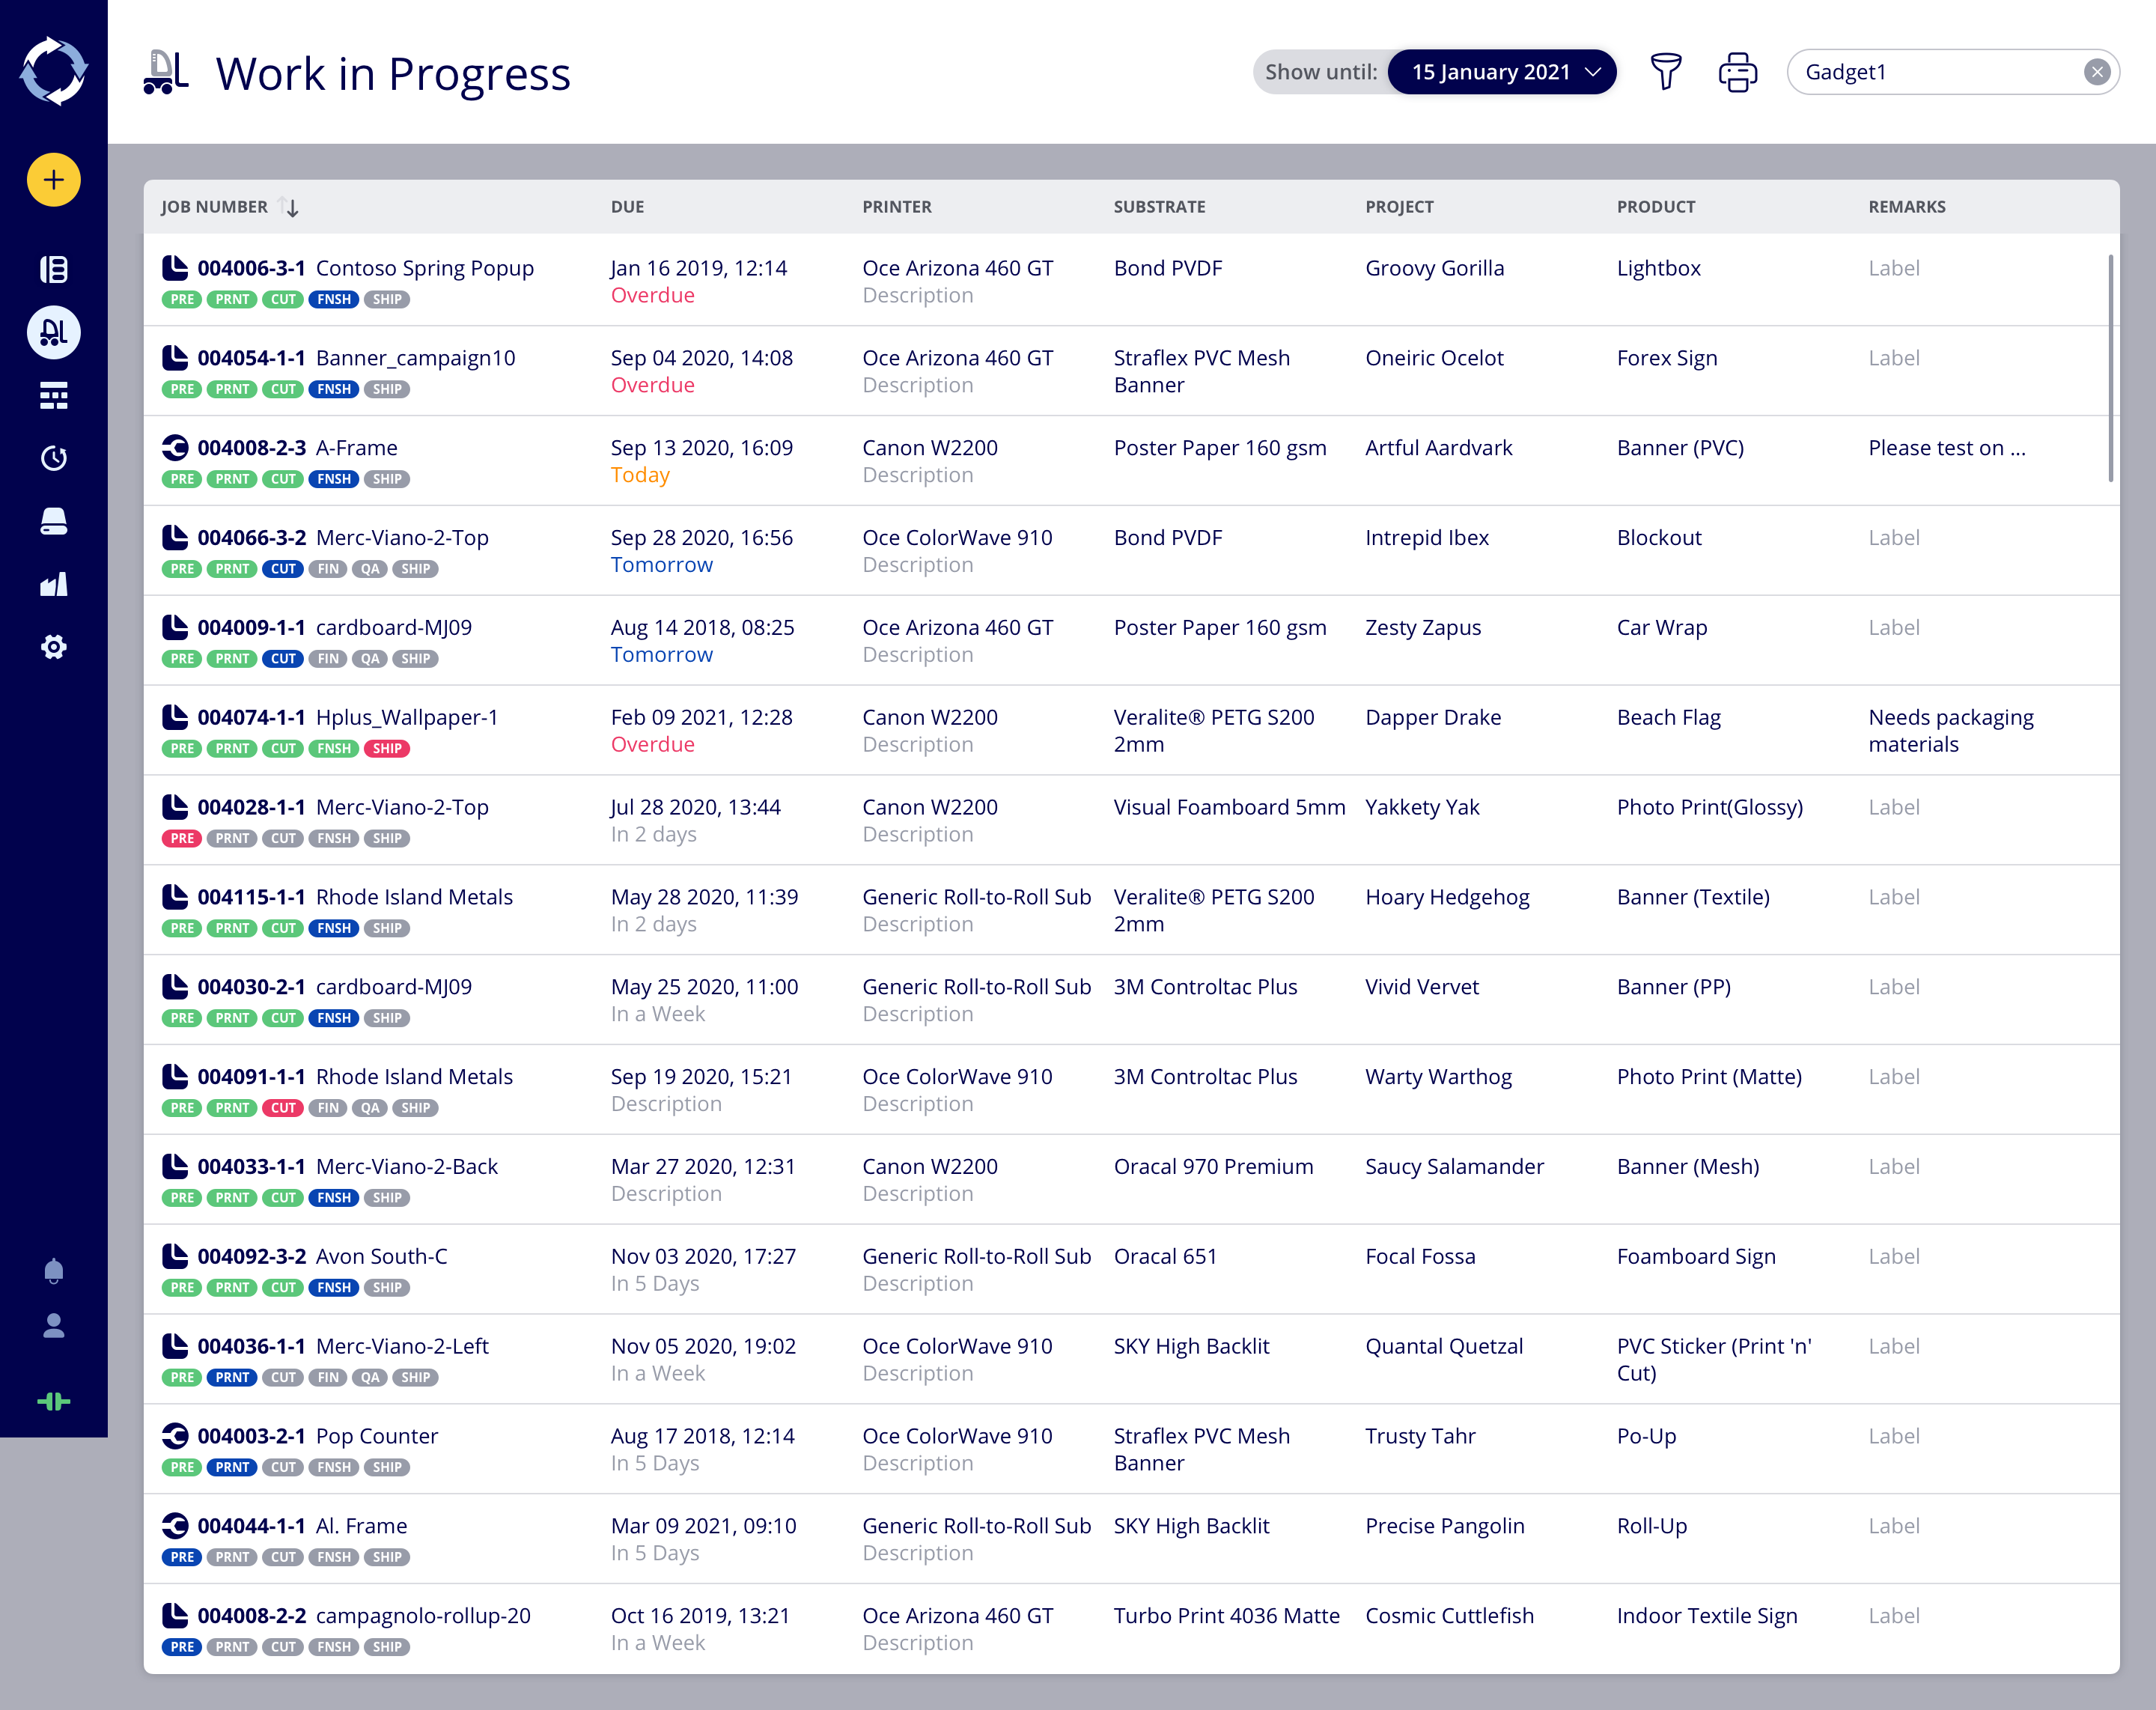 Work in Progress
Show until: 15 January 2021
Gadget1
JOB NUMBER DUE PRINTER SUBSTRATE PROJECT PRODUCT REMARKS
004006-3-1 Contoso Spring Popup Jan 16 2019, 12:14 Oce Arizona 460 GT Bond PVDF Groovy Gorilla Lightbox Label
PRE PRNT CUT FNSH SHIP Overdue Description
004054-1-1 Banner_campaign10 Sep 04 2020, 14:08 Oce Arizona 460 GT Straflex PVC Mesh Oneiric Ocelot Forex Sign Label
PRE PRNT CUT FNSH SHIP Overdue Description Banner
004008-2-3 A-Frame Sep 13 2020, 16:09 Canon W2200 Poster Paper 160 gsm Artful Aardvark Banner (PVC) Please test on ...
PRE PRNT CUT FNSH SHIP Today Description
004066-3-2 Merc-Viano-2-Top Sep 28 2020, 16:56 Oce ColorWave 910 Bond PVDF Intrepid Ibex Blockout Label
PRE PRNT CUT FIN QA SHIP Tomorrow Description
004009-1-1 cardboard-MJ09 Aug 14 2018, 08:25 Oce Arizona 460 GT Poster Paper 160 gsm Zesty Zapus Car Wrap Label
PRE PRNT CUT FIN QA SHIP Tomorrow Description
004074-1-1 Hplus_Wallpaper-1 Feb 09 2021, 12:28 Canon W2200 Veralite® PETG S200 Dapper Drake Beach Flag Needs packaging
PRE PRNT CUT FNSH SHIP Overdue Description 2mm materials
004028-1-1 Merc-Viano-2-Top Jul 28 2020, 13:44 Canon W2200 Visual Foamboard 5mm Yakkety Yak Photo Print(Glossy) Label
PRE PRNT CUT FNSH SHIP In 2 days Description
004115-1-1 Rhode Island Metals May 28 2020, 11:39 Generic Roll-to-Roll Sub Veralite® PETG S200 Hoary Hedgehog Banner (Textile) Label
PRE PRNT CUT FNSH SHIP In 2 days Description 2mm
004030-2-1 cardboard-MJ09 May 25 2020, 11:00 Generic Roll-to-Roll Sub 3M Controltac Plus Vivid Vervet Banner (PP) Label
PRE PRNT CUT FNSH SHIP In a Week Description
004091-1-1 Rhode Island Metals Sep 19 2020, 15:21 Oce ColorWave 910 3M Controltac Plus Warty Warthog Photo Print (Matte) Label
PRE PRNT CUT FIN QA SHIP Description Description
004033-1-1 Merc-Viano-2-Back Mar 27 2020, 12:31 Canon W2200 Oracal 970 Premium Saucy Salamander Banner (Mesh) Label
PRE PRNT CUT FNSH SHIP Description Description
004092-3-2 Avon South-C Nov 03 2020, 17:27 Generic Roll-to-Roll Sub Oracal 651 Focal Fossa Foamboard Sign Label
PRE PRNT CUT FNSH SHIP In 5 Days Description
004036-1-1 Merc-Viano-2-Left Nov 05 2020, 19:02 Oce ColorWave 910 SKY High Backlit Quantal Quetzal PVC Sticker (Print 'n' Label
PRE PRNT CUT FIN QA SHIP In a Week Description Cut)
004003-2-1 Pop Counter Aug 17 2018, 12:14 Oce ColorWave 910 Straflex PVC Mesh Trusty Tahr Po-Up Label
PRE PRNT CUT FNSH SHIP In 5 Days Description Banner
004044-1-1 Al. Frame Mar 09 2021, 09:10 Generic Roll-to-Roll Sub SKY High Backlit Precise Pangolin Roll-Up Label
PRE PRNT CUT FNSH SHIP In 5 Days Description
004008-2-2 campagnolo-rollup-20 Oct 16 2019, 13:21 Oce Arizona 460 GT Turbo Print 4036 Matte Cosmic Cuttlefish Indoor Textile Sign Label
PRE PRNT CUT FNSH SHIP In a Week Description